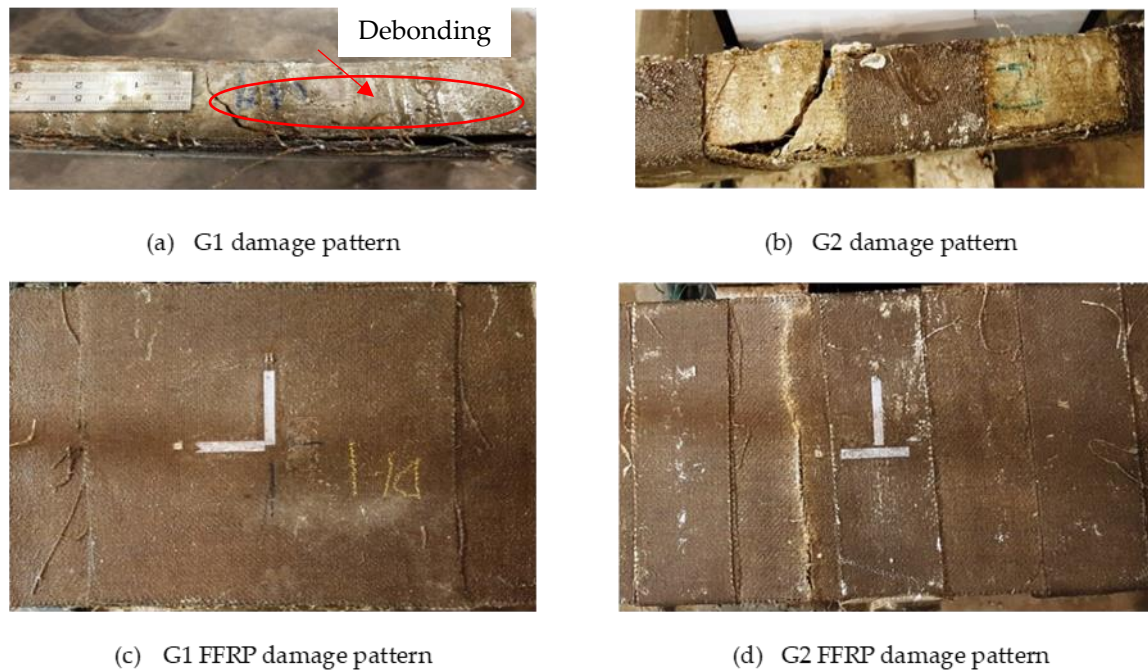 Debonding
(a) G1 damage pattern
(b) G2 damage pattern
(c) G1 FFRP damage pattern
(d) G2 FFRP damage pattern